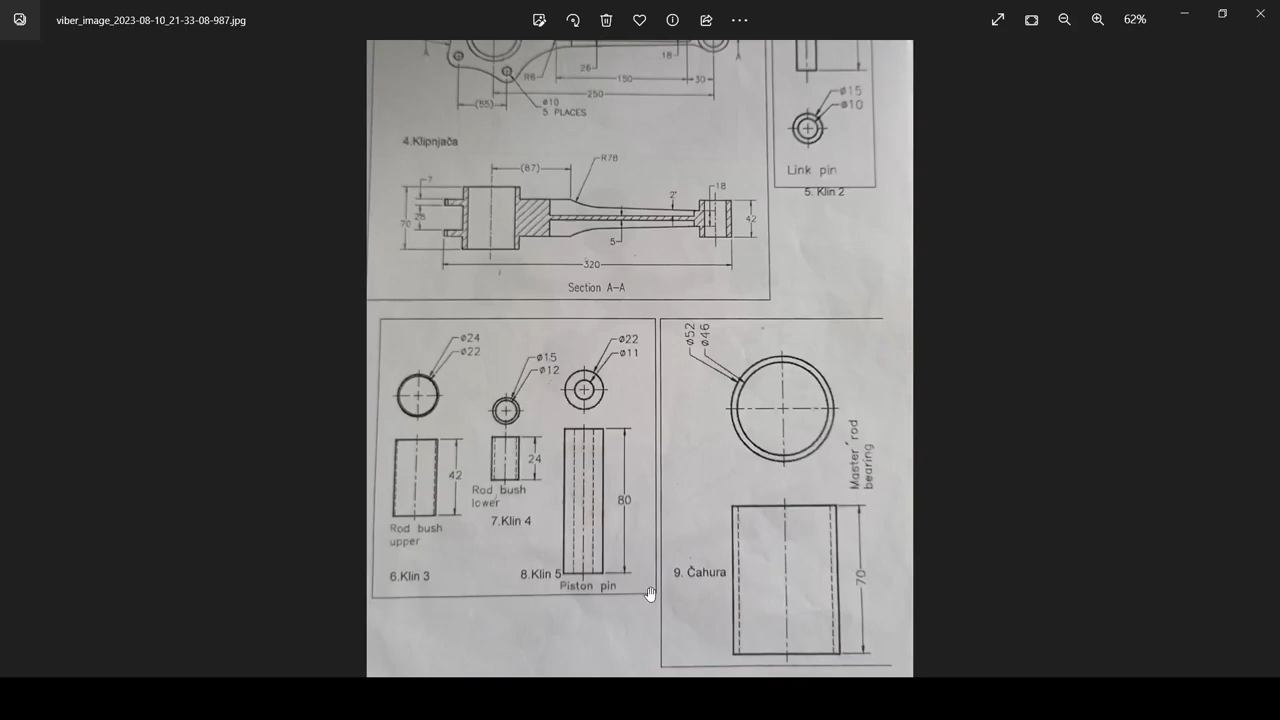 viber_image_2023-08-10_21-33-08-987.jpg
62%
A
R6
26
18
A
150
30
250
(55)
ø10
5 PLACES
ø15
ø10
Link pin
5. Klin 2
4.Klipnjača
(87)
R78
7
28
70
2°
18
42
5
320
Section A-A
ø24
ø22
42
Rod bush
upper
6.Klin 3
ø15
ø12
24
Rod bush
lower
7.Klin 4
ø22
ø11
80
8.Klin 5
Piston pin
ø52
ø46
Master rod
bearing
9. Čahura
70